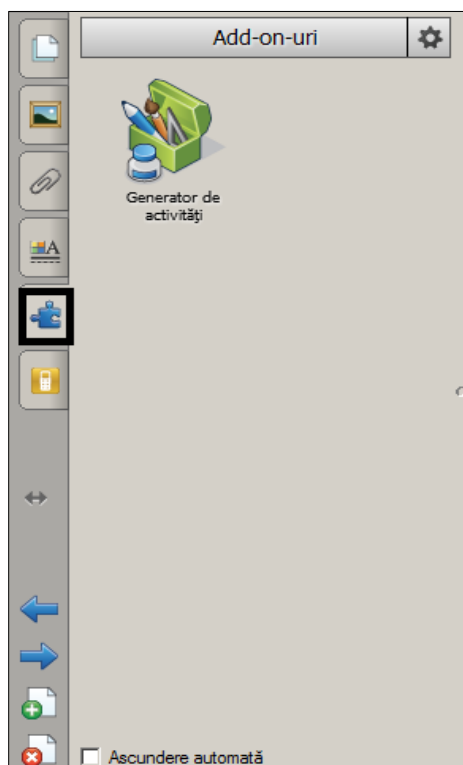 Add-on-uri
Generator de
activităţi
A
Ascundere automată